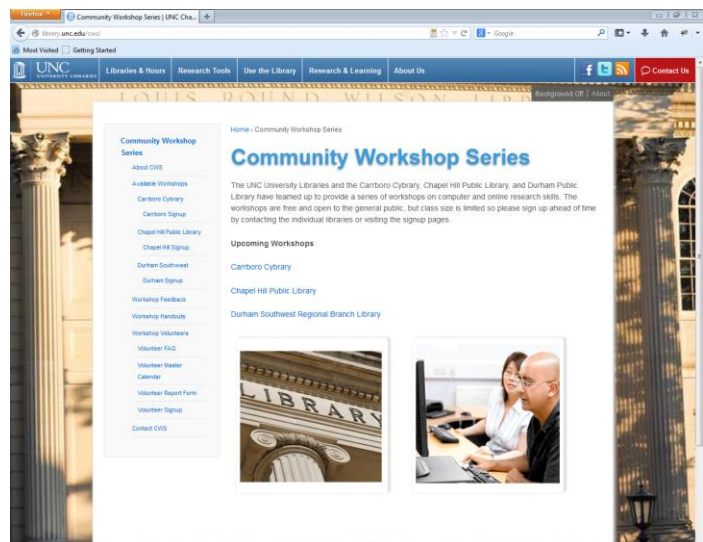 Firefox
Community Workshop Series | UNC Cha...
library.unc.edu/cws/
Google
Most Visited
Getting Started
UNC
UNIVERSITY LIBRARIES
Libraries & Hours
Research Tools
Use the Library
Research & Learning
About Us
Contact Us
LOUIS ROUND WILSON LIB
Background Off | About
Community Workshop
Series
About CWS
Available Workshops
Carrboro Cybrary
Carrboro Signup
Chapel Hill Public Library
Chapel Hill Signup
Durham Southwest
Durham Signup
Workshop Feedback
Workshop Handouts
Workshop Volunteers
Volunteer FAQ
Volunteer Master
Calendar
Volunteer Report Form
Volunteer Signup
Contact CWS
Home › Community Workshop Series
Community Workshop Series
The UNC University Libraries and the Carrboro Cybrary, Chapel Hill Public Library, and Durham Public
Library have teamed up to provide a series of workshops on computer and online research skills. The
workshops are free and open to the general public, but class size is limited so please sign up ahead of time
by contacting the individual libraries or visiting the signup pages.
Upcoming Workshops
Carrboro Cybrary
Chapel Hill Public Library
Durham Southwest Regional Branch Library
LIBRARY